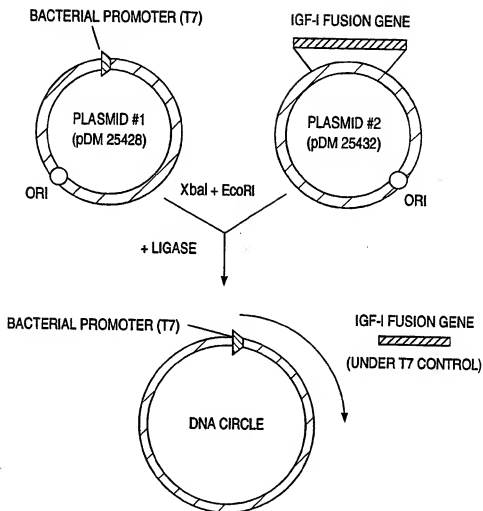 BACTERIAL PROMOTER (T7)
IGF-I FUSION GENE
PLASMID #1
(pDM 25428)
PLASMID #2
(pDM 25432)
ORI
XbaI + EcoRI
ORI
+ LIGASE
BACTERIAL PROMOTER (T7)
IGF-I FUSION GENE
(UNDER T7 CONTROL)
DNA CIRCLE